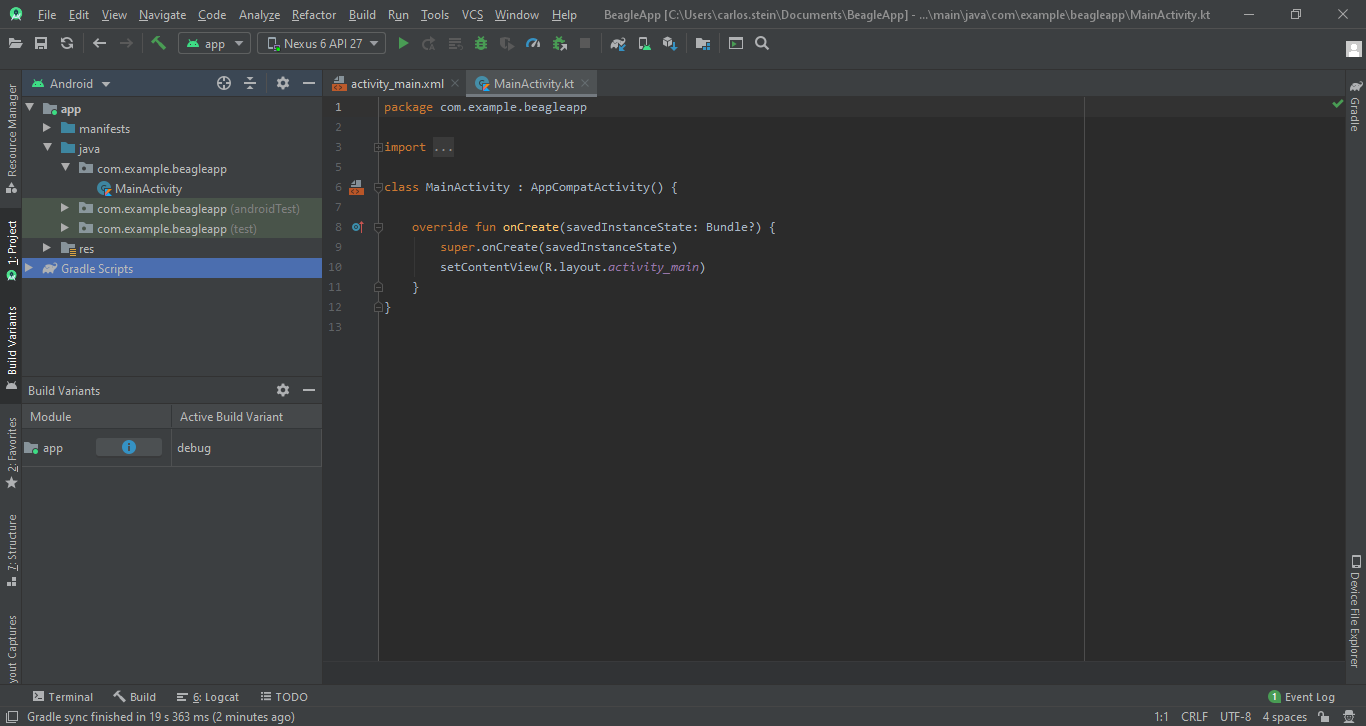 File Edit View Navigate Code Analyze Refactor Build Run Tools VCS Window Help BeagleApp [C:\Users\carlos.stein\Documents\BeagleApp] - ...\main\java\com\example\beagleapp\MainActivity.kt
app Nexus 6 API 27
Resource Manager
1: Project
Build Variants
2: Favorites
7: Structure
yout Captures
Android
app
manifests
java
com.example.beagleapp
MainActivity
com.example.beagleapp (androidTest)
com.example.beagleapp (test)
res
Gradle Scripts
Build Variants
Module Active Build Variant
app i debug
activity_main.xml MainActivity.kt
1 package com.example.beagleapp
2
3 import ...
5
6 class MainActivity : AppCompatActivity() {
7
8 override fun onCreate(savedInstanceState: Bundle?) {
9 super.onCreate(savedInstanceState)
10 setContentView(R.layout.activity_main)
11 }
12 }
13
Gradle
Device File Explorer
Terminal Build 6: Logcat TODO 1 Event Log
Gradle sync finished in 19 s 363 ms (2 minutes ago) 1:1 CRLF UTF-8 4 spaces